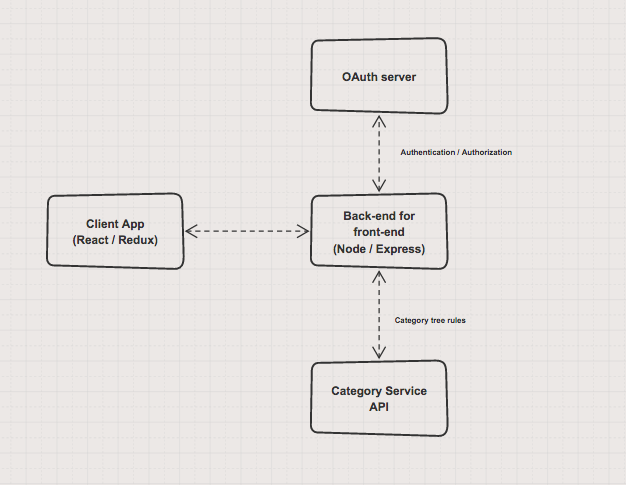 OAuth server
Authentication / Authorization
Client App
(React / Redux)
Back-end for
front-end
(Node / Express)
Category tree rules
Category Service
API